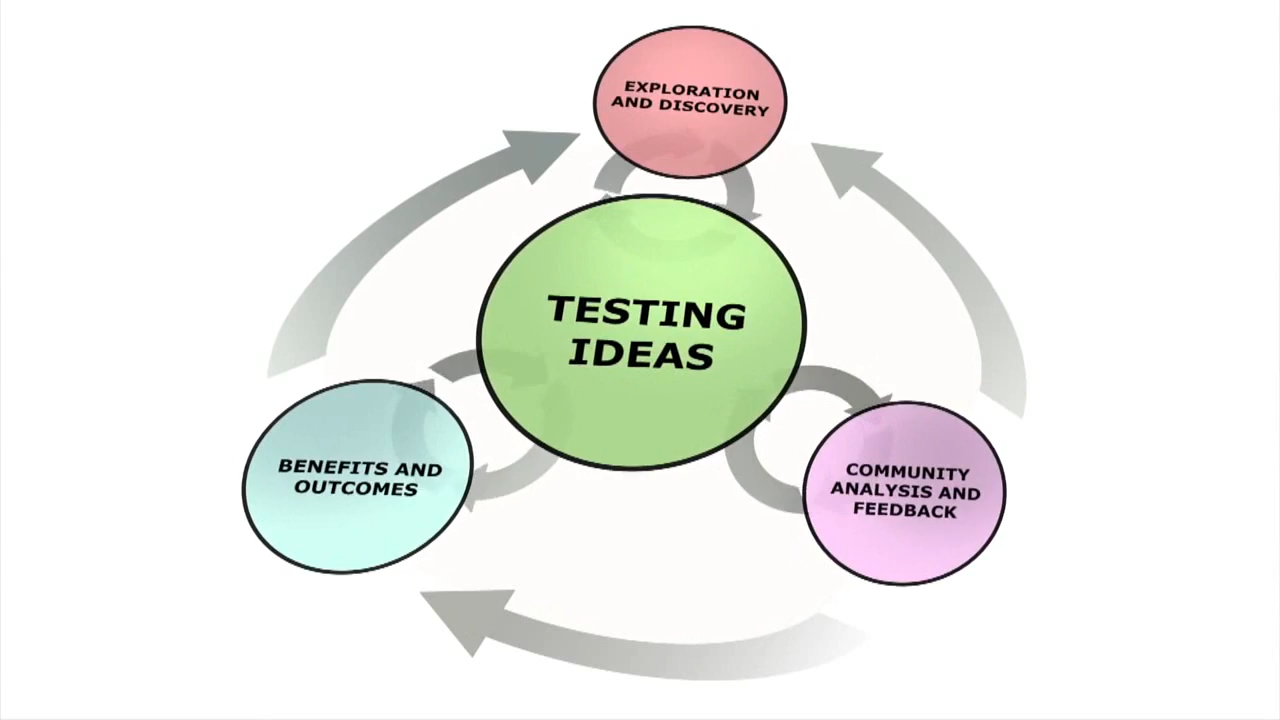 EXPLORATION
AND DISCOVERY
TESTING
IDEAS
BENEFITS AND
OUTCOMES
COMMUNITY
ANALYSIS AND
FEEDBACK